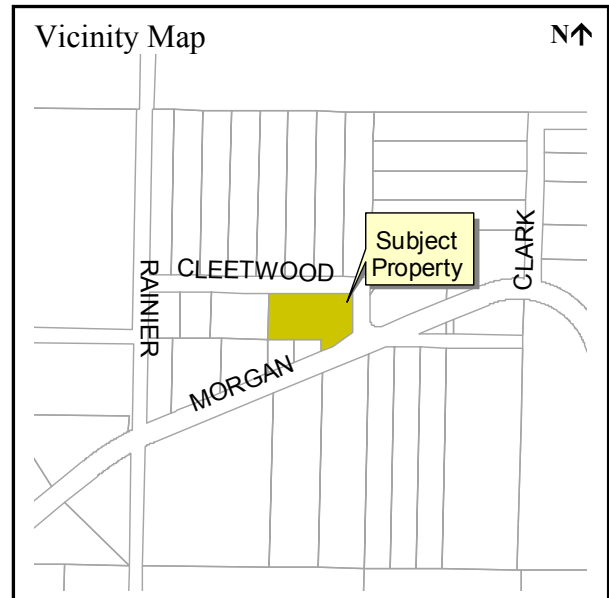 Vicinity Map
N↑
CLEETWOOD
Subject
Property
CLARK
RAINIER
MORGAN